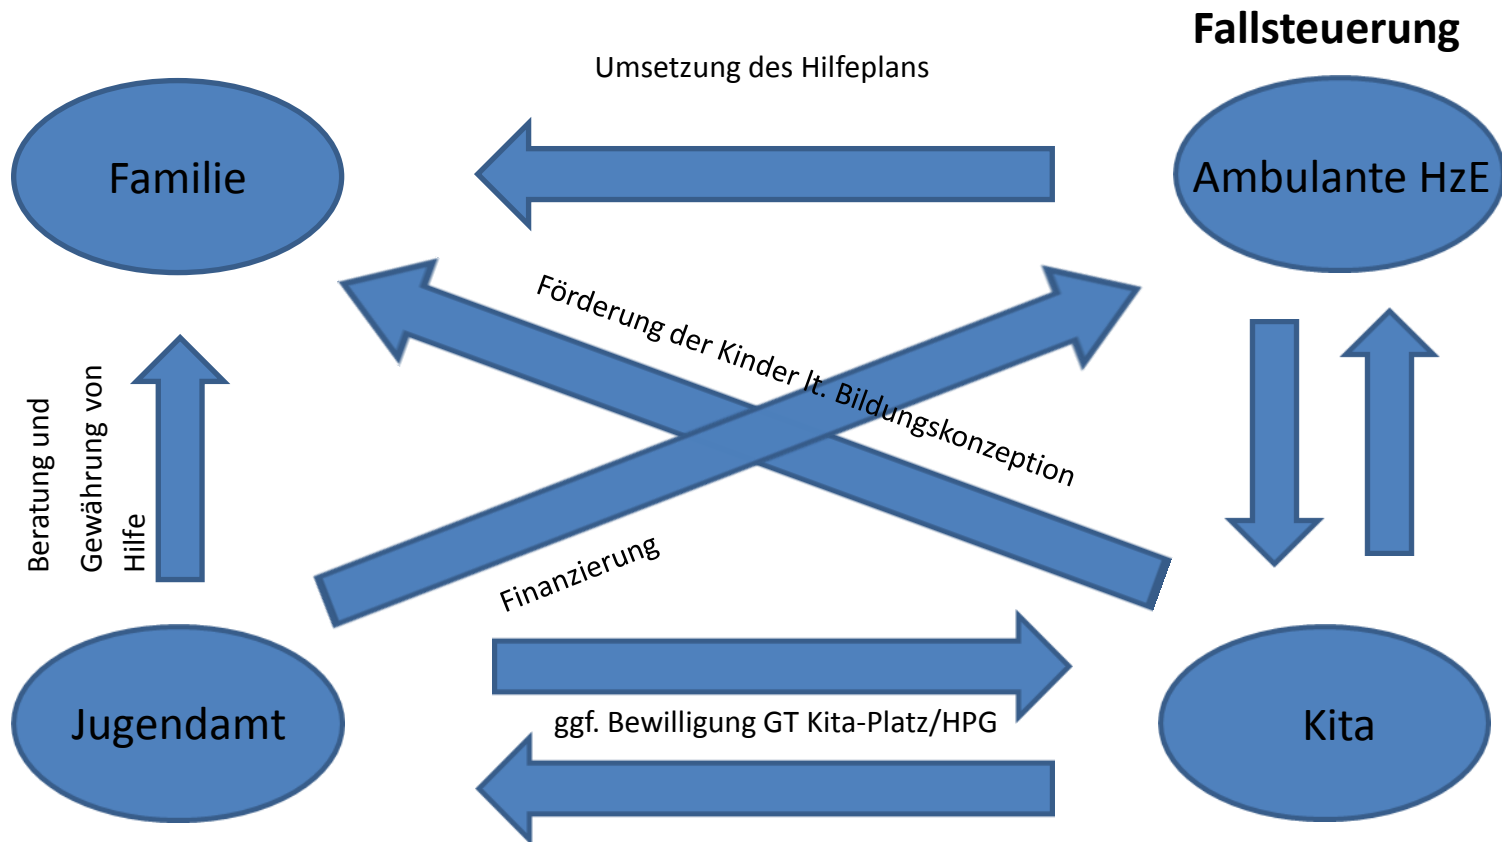 Fallsteuerung
Umsetzung des Hilfeplans
Familie
Ambulante HzE
Förderung der Kinder lt. Bildungskonzeption
Beratung und
Gewährung von
Hilfe
Finanzierung
Jugendamt
ggf. Bewilligung GT Kita-Platz/HPG
Kita